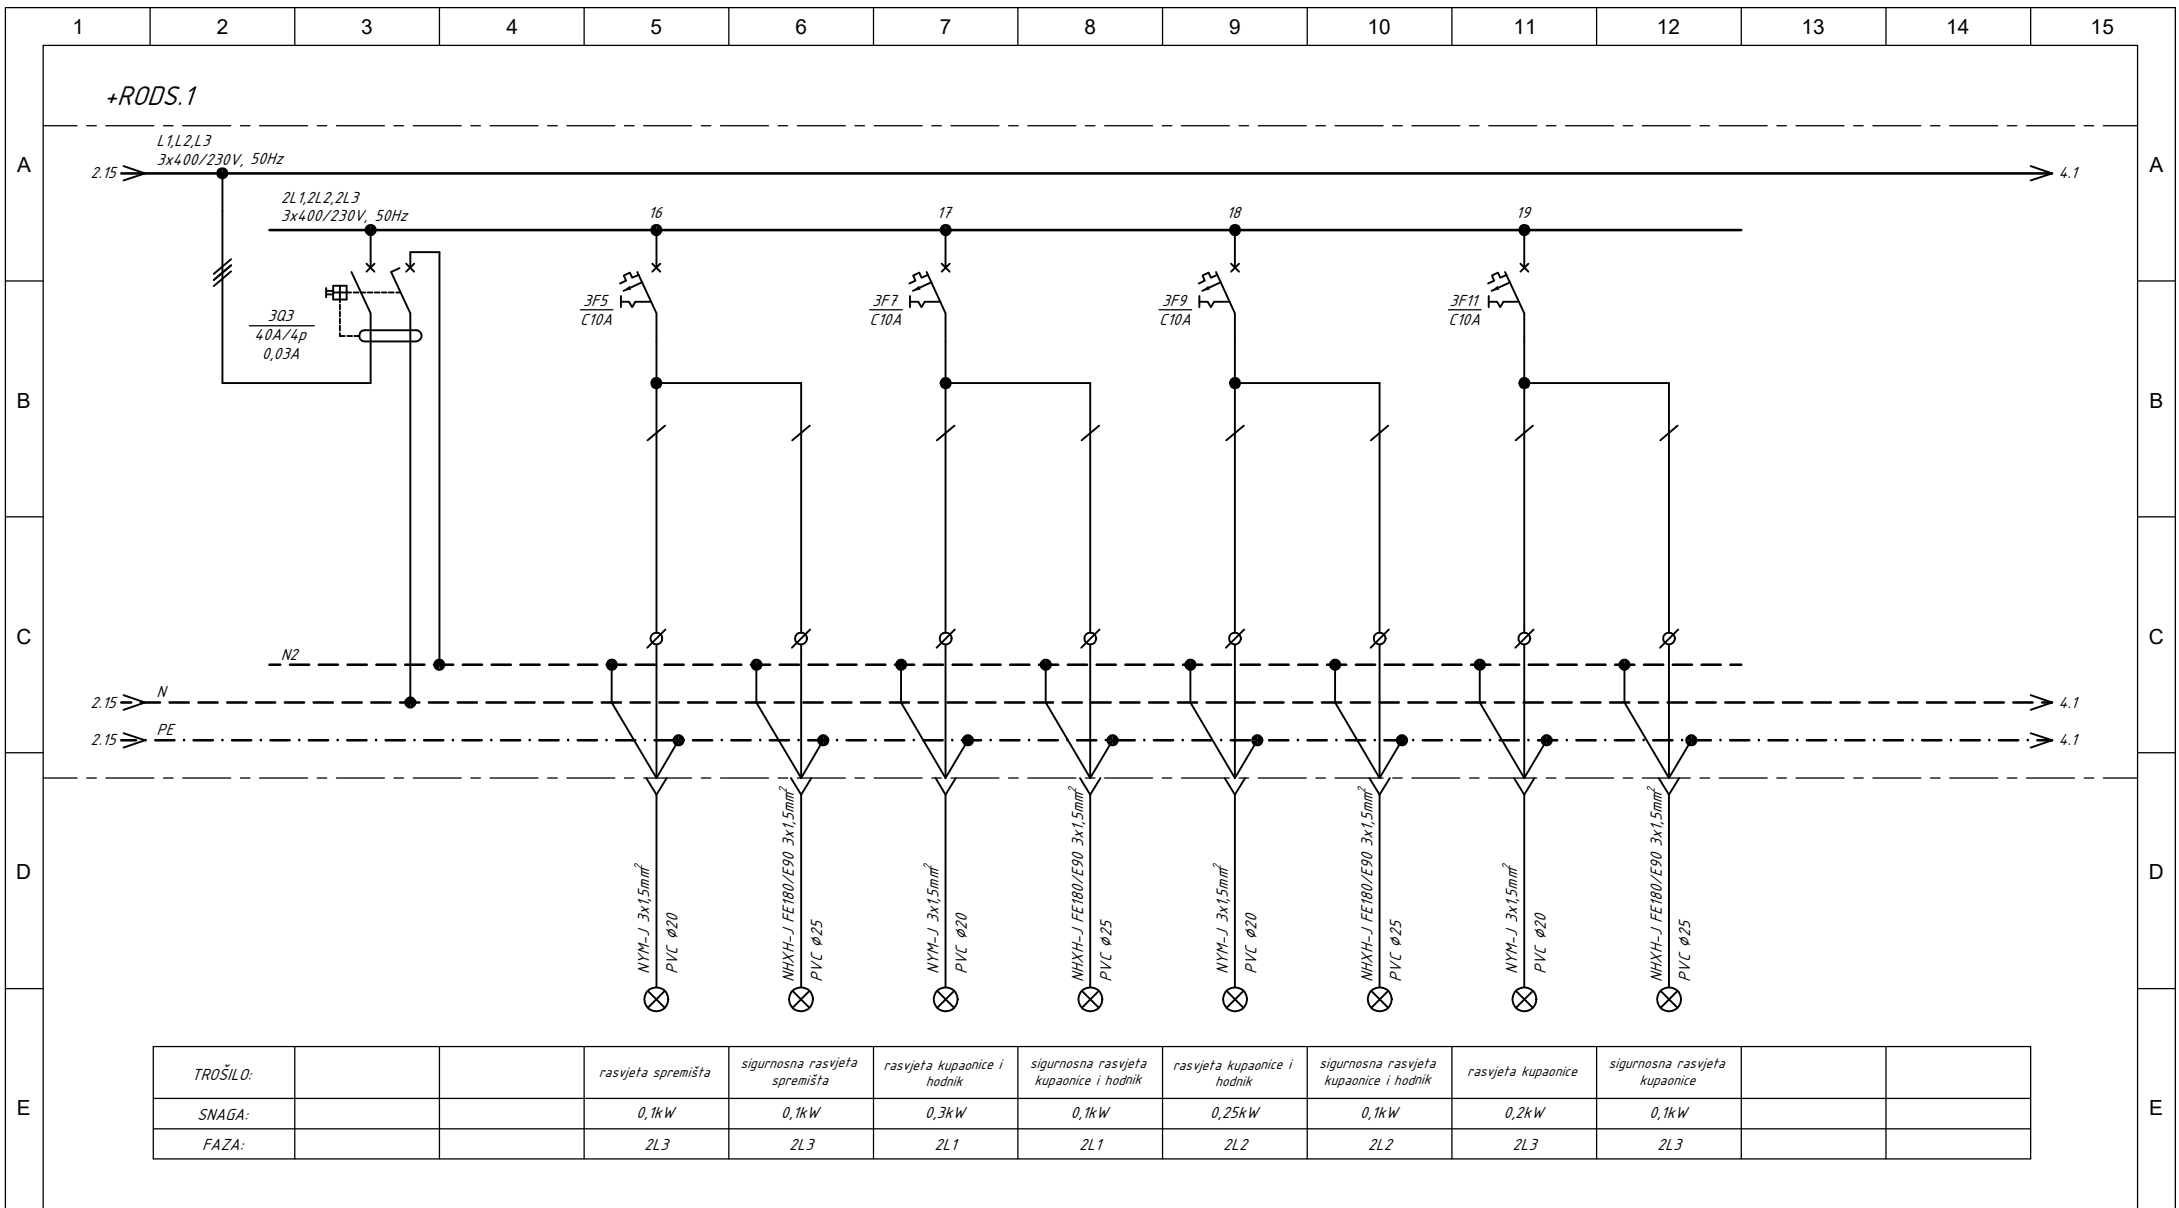 1 2 3 4 5 6 7 8 9 10 11 12 13 14 15
+RODS.1
L1,L2,L3
3x400/230V, 50Hz
A A
2.15 4.1
2L1,2L2,2L3
3x400/230V, 50Hz
16 17 18 19
3Q3
40A/4p
0,03A
3F5
C10A
3F7
C10A
3F9
C10A
3F11
C10A
B B
C C
N2
2.15 N 4.1
2.15 PE 4.1
D D
NYM-J 3x1,5mm²
PVC ø20
NHXH-J FE180/E90 3x1,5mm²
PVC ø25
NYM-J 3x1,5mm²
PVC ø20
NHXH-J FE180/E90 3x1,5mm²
PVC ø25
NYM-J 3x1,5mm²
PVC ø20
NHXH-J FE180/E90 3x1,5mm²
PVC ø25
NYM-J 3x1,5mm²
PVC ø20
NHXH-J FE180/E90 3x1,5mm²
PVC ø25
E E
TROŠILO:
rasvjeta spremišta
sigurnosna rasvjeta
spremišta
rasvjeta kupaonice i
hodnik
sigurnosna rasvjeta
kupaonice i hodnik
rasvjeta kupaonice i
hodnik
sigurnosna rasvjeta
kupaonice i hodnik
rasvjeta kupaonice
sigurnosna rasvjeta
kupaonice
SNAGA: 0,1kW 0,1kW 0,3kW 0,1kW 0,25kW 0,1kW 0,2kW 0,1kW
FAZA: 2L3 2L3 2L1 2L1 2L2 2L2 2L3 2L3